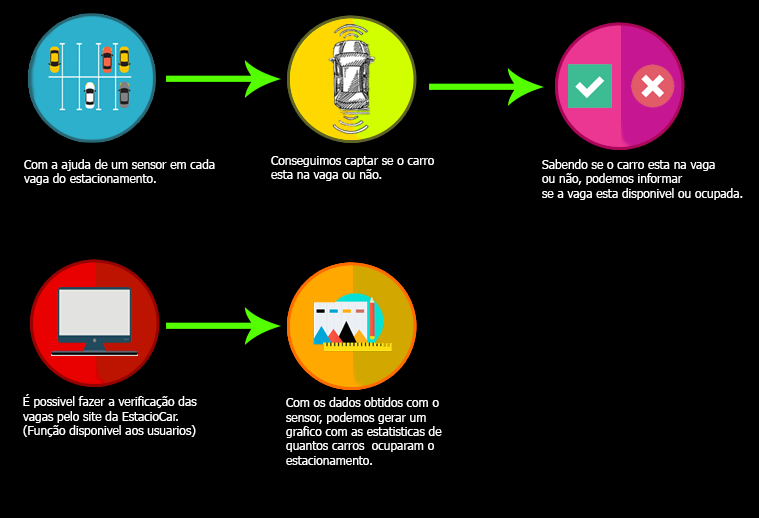 Com a ajuda de um sensor em cada
vaga do estacionamento.
Conseguimos captar se o carro
esta na vaga ou não.
Sabendo se o carro esta na vaga
ou não, podemos informar
se a vaga esta disponivel ou ocupada.
É possivel fazer a verificação das
vagas pelo site da EstacioCar.
(Função disponivel aos usuarios)
Com os dados obtidos com o
sensor, podemos gerar um
grafico com as estatisticas de
quantos carros ocuparam o
estacionamento.